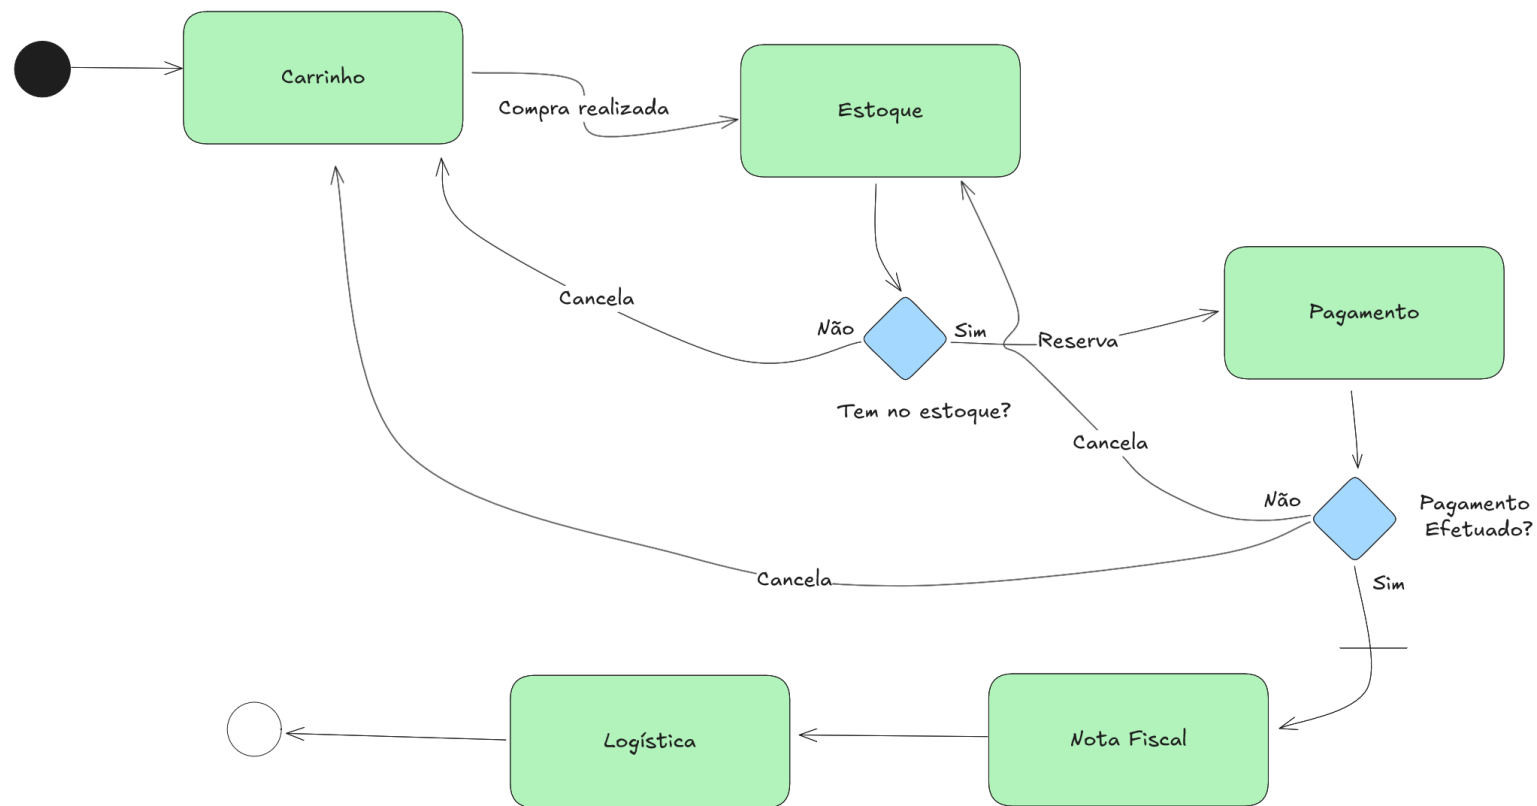 Carrinho
Compra realizada
Estoque
Cancela
Não
Sim
Reserva
Pagamento
Tem no estoque?
Cancela
Não
Pagamento
Efetuado?
Cancela
Sim
Logística
Nota Fiscal